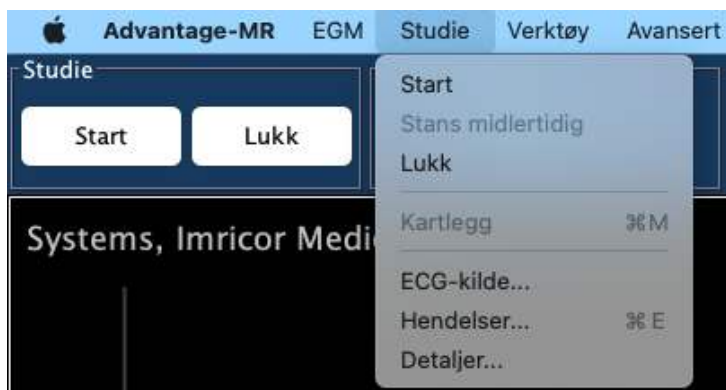 Advantage-MR EGM Studie Verktøy Avansert
Studie
Start Lukk
Systems, Imricor Medi
Start
Stans midlertidig
Lukk
Kartlegg ⌘M
ECG-kilde...
Hendelser... ⌘E
Detaljer...